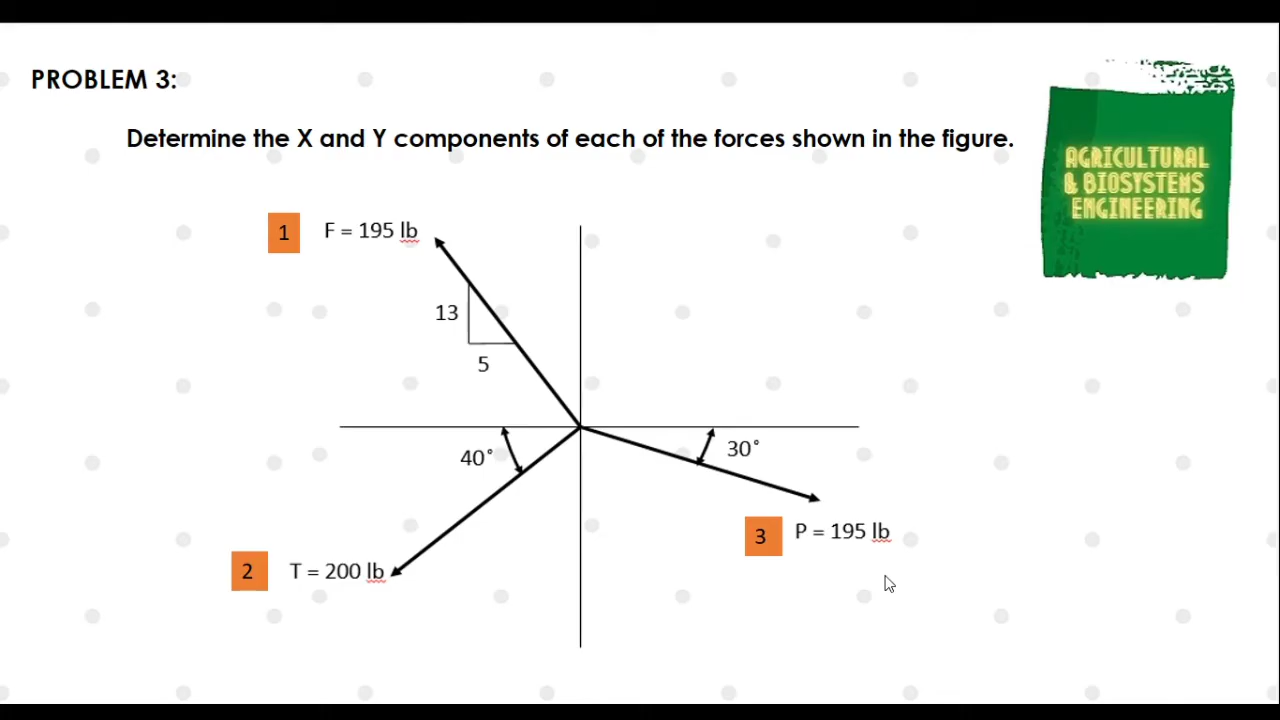 PROBLEM 3:
Determine the X and Y components of each of the forces shown in the figure.
AGRICULTURAL
& BIOSYSTEMS
ENGINEERING
1 F = 195 lb
13
5
40°
30°
3 P = 195 lb
2 T = 200 lb